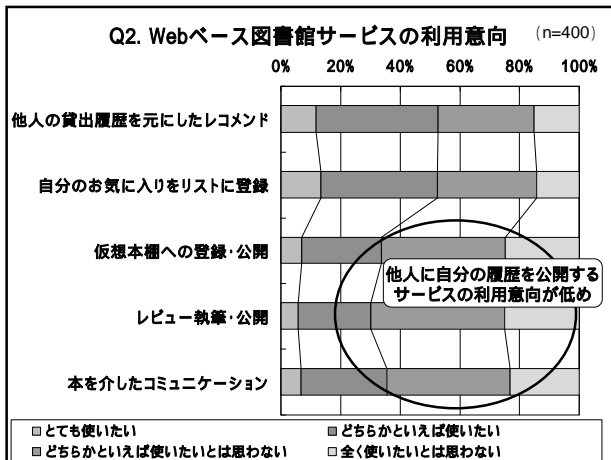 Q2. Webベース図書館サービスの利用意向 (n=400)
0% 20% 40% 60% 80% 100%
他人の貸出履歴を元にしたレコメンド
自分のお気に入りをリストに登録
仮想本棚への登録・公開
他人に自分の履歴を公開する
サービスの利用意向が低め
レビュー執筆・公開
本を介したコミュニケーション
とても使いたい どちらかといえば使いたい
どちらかといえば使いたいとは思わない 全く使いたいとは思わない